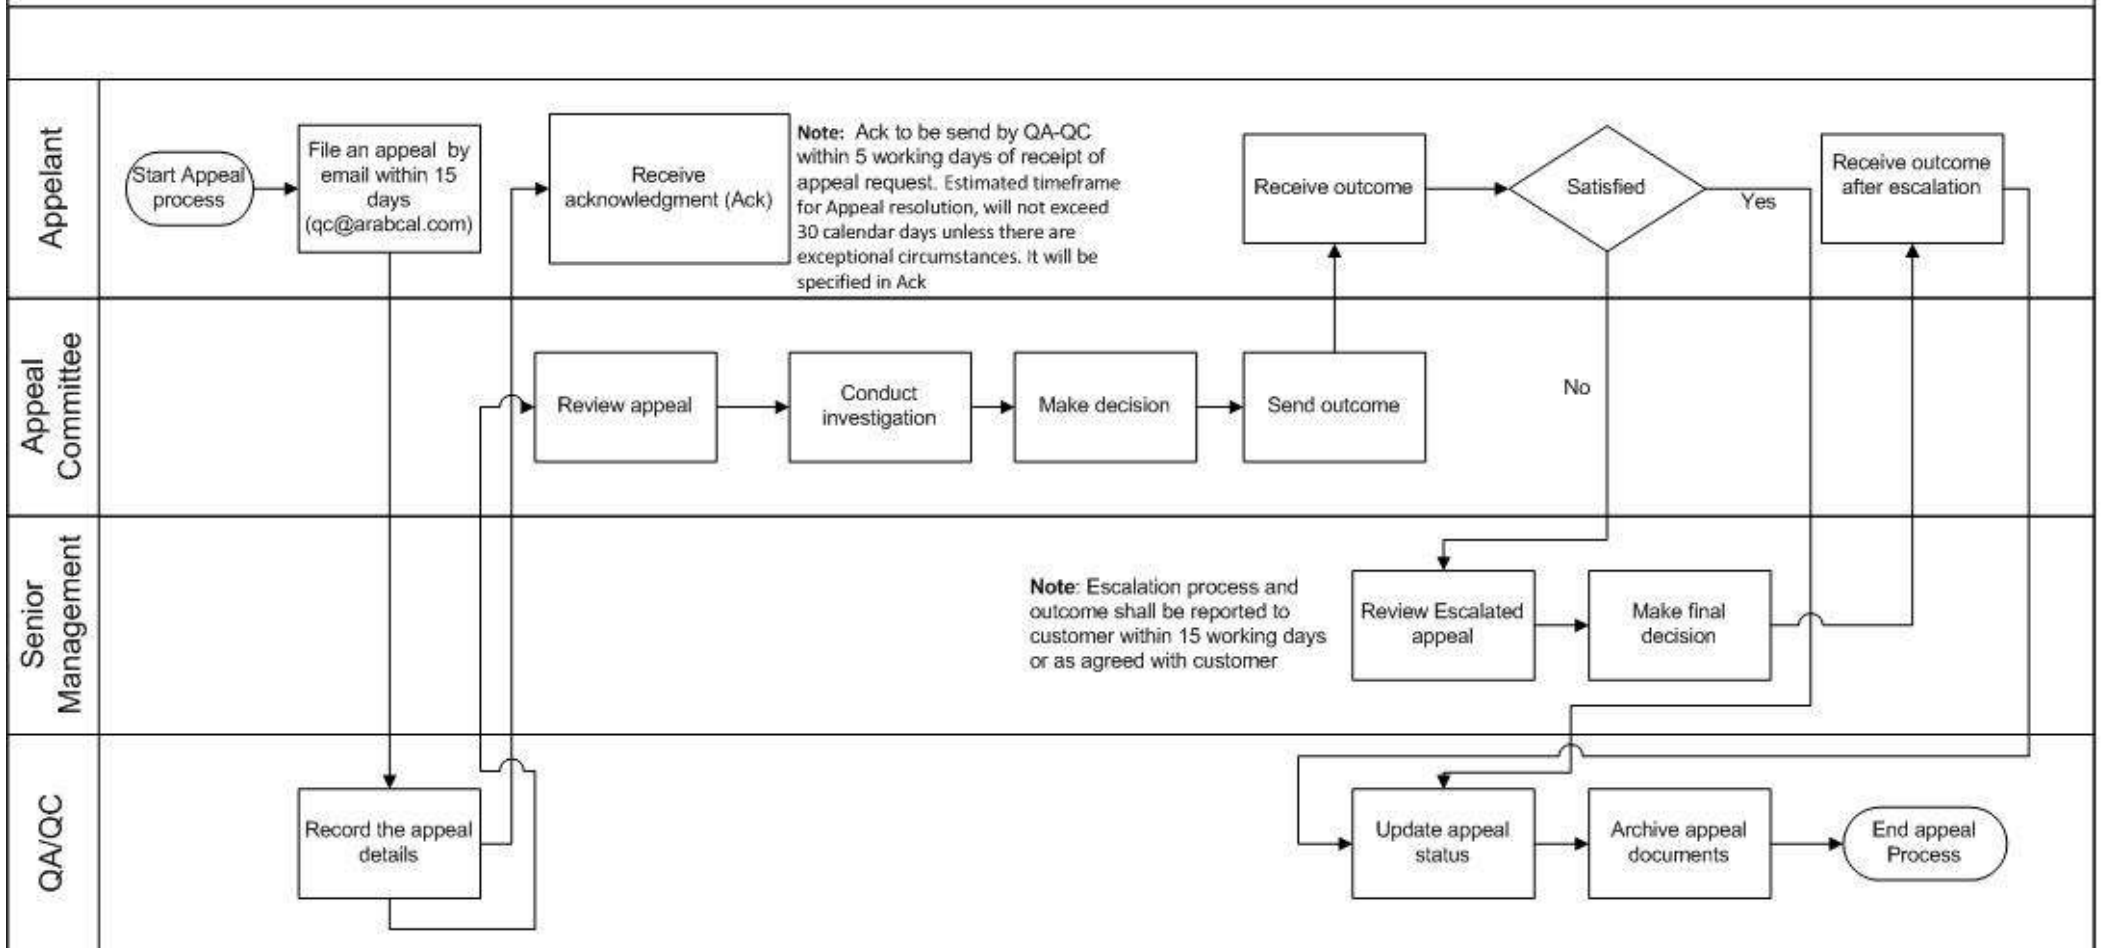 Appelant
Start Appeal
process
File an appeal by
email within 15
days
(qc@arabcal.com)
Receive
acknowledgment (Ack)
Note: Ack to be send by QA-QC
within 5 working days of receipt of
appeal request. Estimated timeframe
for Appeal resolution, will not exceed
30 calendar days unless there are
exceptional circumstances. It will be
specified in Ack
Receive outcome
Satisfied
Yes
Receive outcome
after escalation
Appeal
Committee
Review appeal
Conduct
investigation
Make decision
Send outcome
No
Senior
Management
Note: Escalation process and
outcome shall be reported to
customer within 15 working days
or as agreed with customer
Review Escalated
appeal
Make final
decision
QA/QC
Record the appeal
details
Update appeal
status
Archive appeal
documents
End appeal
Process